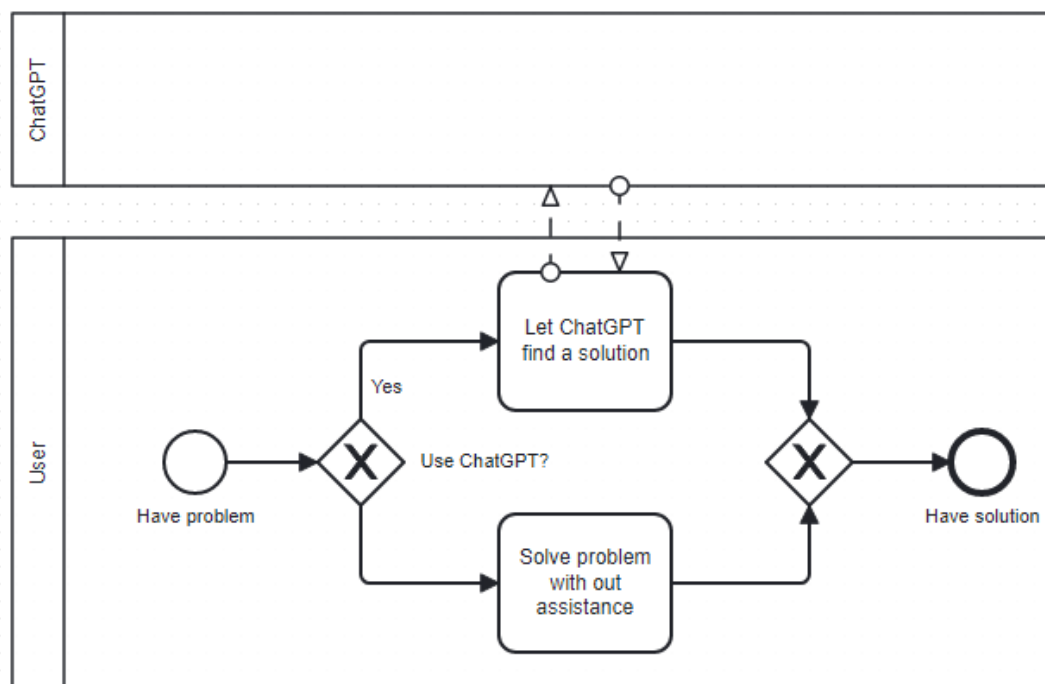 ChatGPT
User
Have problem
Yes
Use ChatGPT?
Let ChatGPT
find a solution
Solve problem
with out
assistance
Have solution